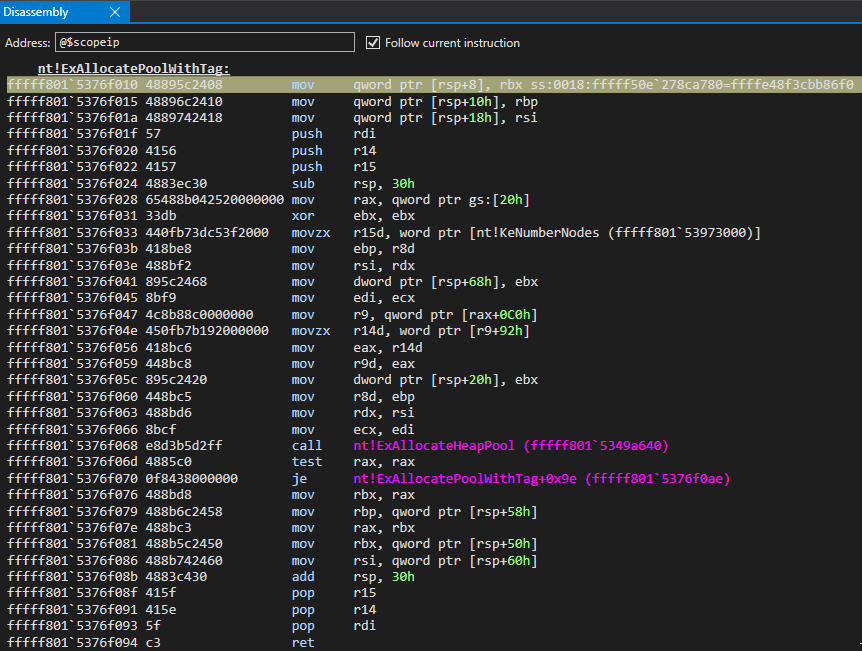 Disassembly
Address: @$scopeip Follow current instruction
nt!ExAllocatePoolWithTag:
fffff801`5376f010 48895c2408 mov qword ptr [rsp+8], rbx ss:0018:fffff50e`278ca780=ffffe48f3cbb86f0
fffff801`5376f015 48896c2410 mov qword ptr [rsp+10h], rbp
fffff801`5376f01a 4889742418 mov qword ptr [rsp+18h], rsi
fffff801`5376f01f 57 push rdi
fffff801`5376f020 4156 push r14
fffff801`5376f022 4157 push r15
fffff801`5376f024 4883ec30 sub rsp, 30h
fffff801`5376f028 65488b042520000000 mov rax, qword ptr gs:[20h]
fffff801`5376f031 33db xor ebx, ebx
fffff801`5376f033 440fb73dc53f2000 movzx r15d, word ptr [nt!KeNumberNodes (fffff801`53973000)]
fffff801`5376f03b 418be8 mov ebp, r8d
fffff801`5376f03e 488bf2 mov rsi, rdx
fffff801`5376f041 895c2468 mov dword ptr [rsp+68h], ebx
fffff801`5376f045 8bf9 mov edi, ecx
fffff801`5376f047 4c8b88c0000000 mov r9, qword ptr [rax+0C0h]
fffff801`5376f04e 450fb7b192000000 movzx r14d, word ptr [r9+92h]
fffff801`5376f056 418bc6 mov eax, r14d
fffff801`5376f059 448bc8 mov r9d, eax
fffff801`5376f05c 895c2420 mov dword ptr [rsp+20h], ebx
fffff801`5376f060 448bc5 mov r8d, ebp
fffff801`5376f063 488bd6 mov rdx, rsi
fffff801`5376f066 8bcf mov ecx, edi
fffff801`5376f068 e8d3b5d2ff call nt!ExAllocateHeapPool (fffff801`5349a640)
fffff801`5376f06d 4885c0 test rax, rax
fffff801`5376f070 0f8438000000 je nt!ExAllocatePoolWithTag+0x9e (fffff801`5376f0ae)
fffff801`5376f076 488bd8 mov rbx, rax
fffff801`5376f079 488b6c2458 mov rbp, qword ptr [rsp+58h]
fffff801`5376f07e 488bc3 mov rax, rbx
fffff801`5376f081 488b5c2450 mov rbx, qword ptr [rsp+50h]
fffff801`5376f086 488b742460 mov rsi, qword ptr [rsp+60h]
fffff801`5376f08b 4883c430 add rsp, 30h
fffff801`5376f08f 415f pop r15
fffff801`5376f091 415e pop r14
fffff801`5376f093 5f pop rdi
fffff801`5376f094 c3 ret